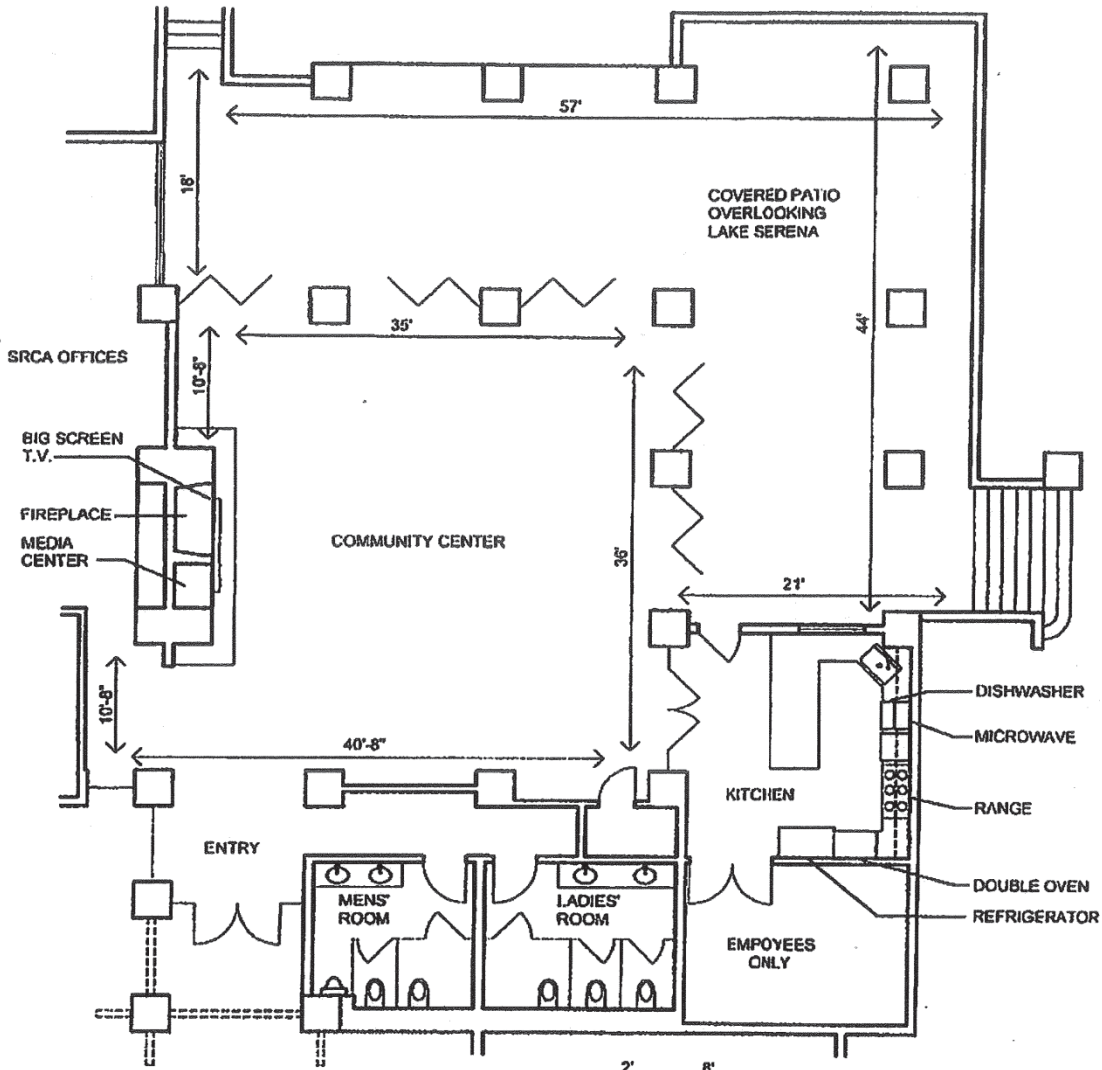 57'
18'
COVERED PATIO
OVERLOOKING
LAKE SERENA
35'
44'
SRCA OFFICES
10'-8"
BIG SCREEN
T.V.
FIREPLACE
MEDIA
CENTER
COMMUNITY CENTER
36'
21'
10'-8"
DISHWASHER
40'-8"
MICROWAVE
KITCHEN
RANGE
ENTRY
DOUBLE OVEN
MENS'
ROOM
LADIES'
ROOM
REFRIGERATOR
EMPOYEES
ONLY
2'
8'